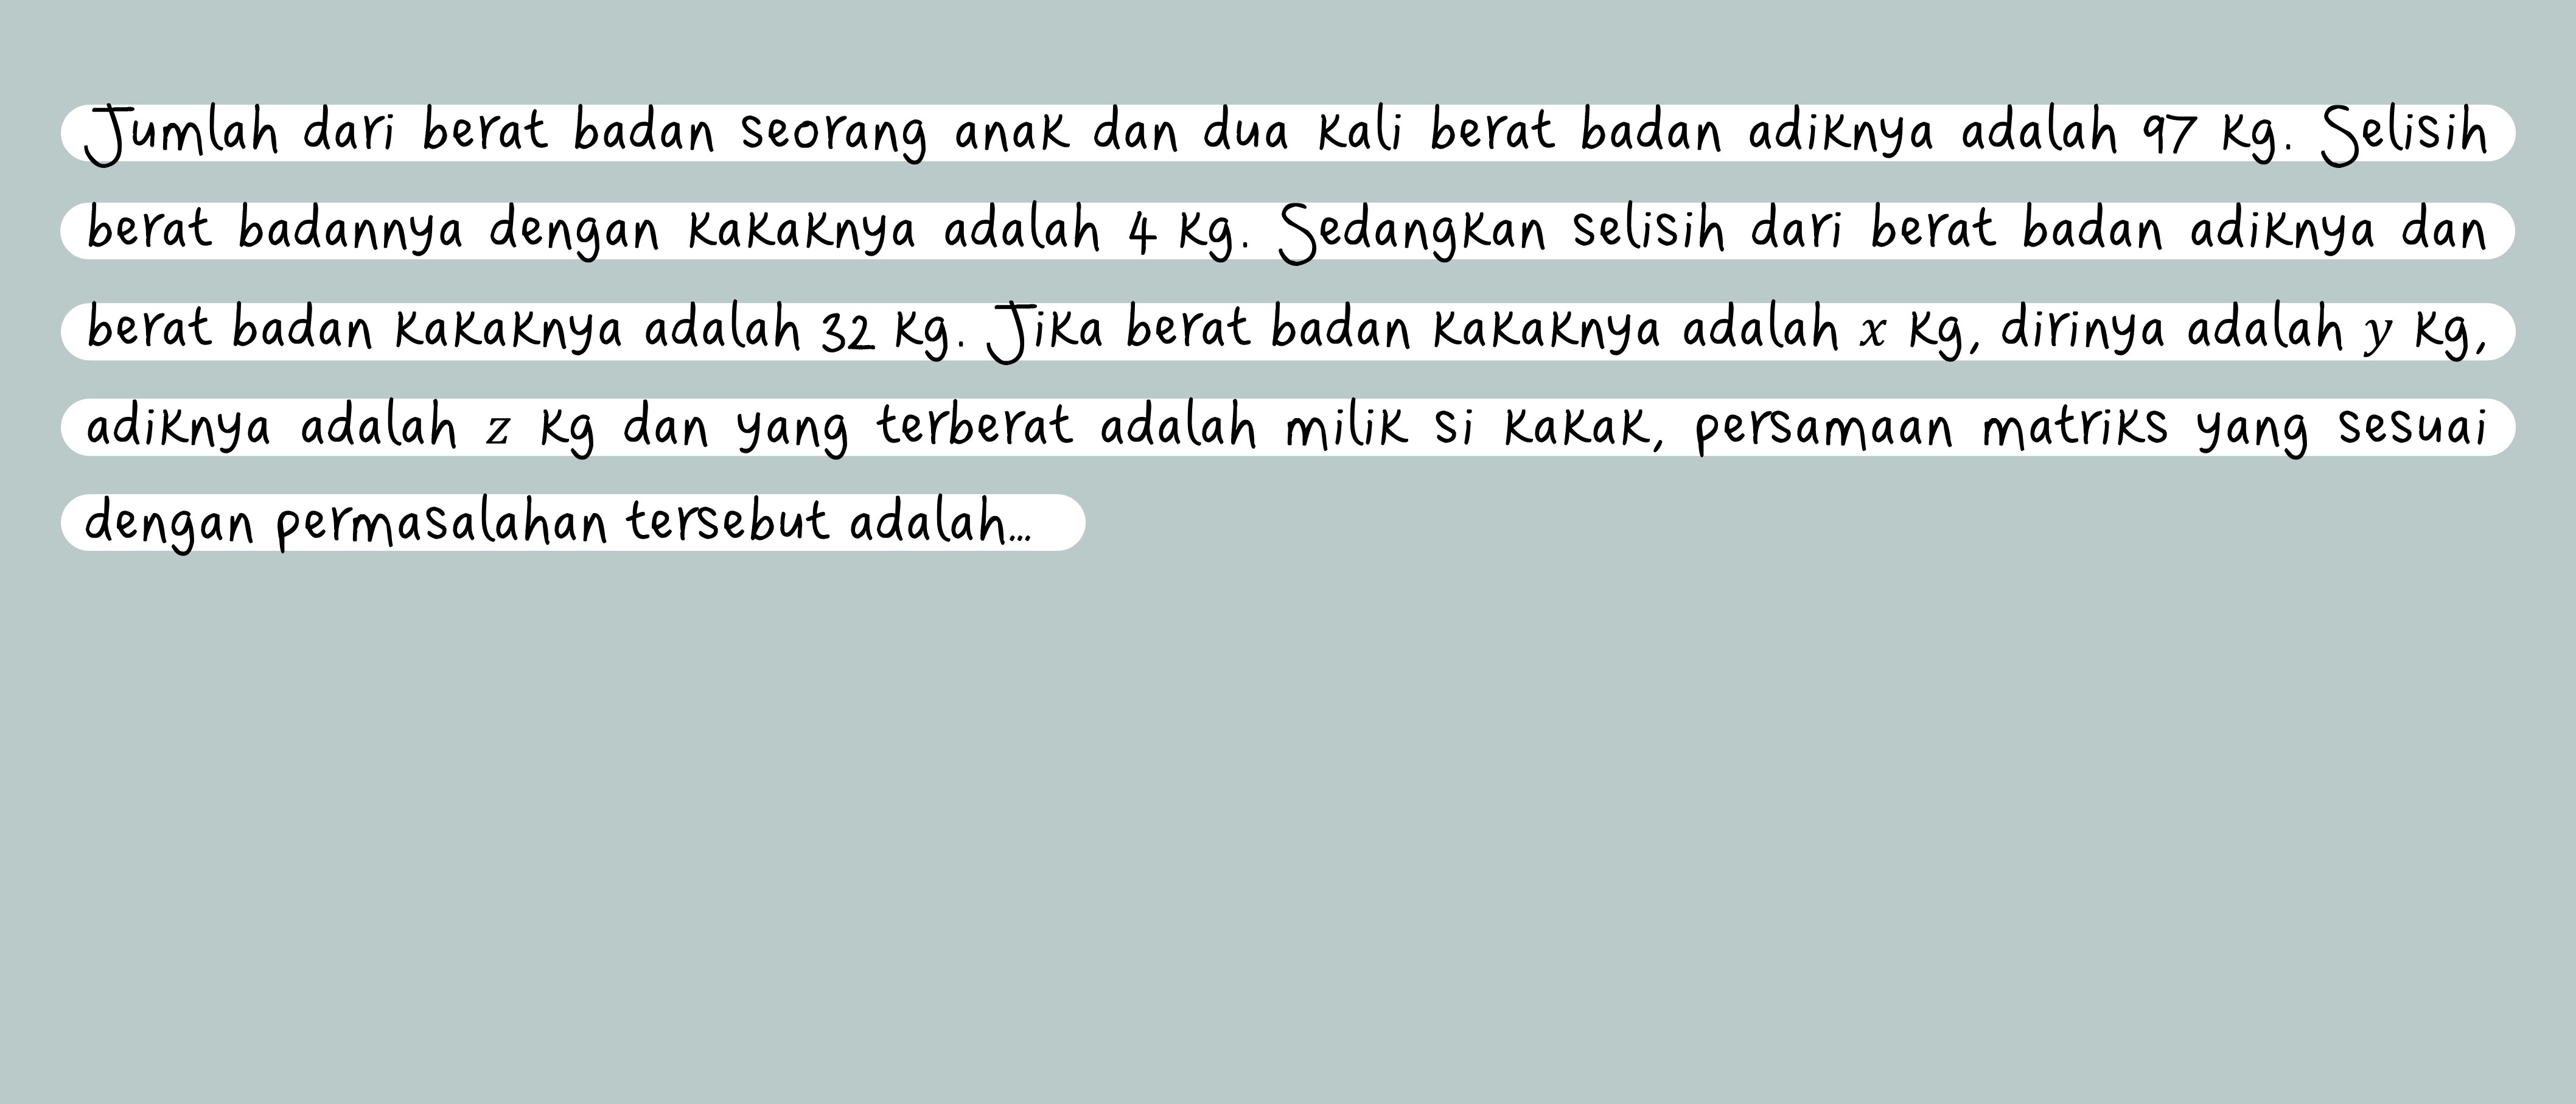 Jumlah dari berat badan seorang anak dan dua kali berat badan adiknya adalah 97 kg. Selisih
berat badannya dengan kakaknya adalah 4 kg. Sedangkan selisih dari berat badan adiknya dan
berat badan kakaknya adalah 32 kg. Jika berat badan kakaknya adalah x kg, dirinya adalah y kg,
adiknya adalah z kg dan yang terberat adalah milik si kakak, persamaan matriks yang sesuai
dengan permasalahan tersebut adalah...